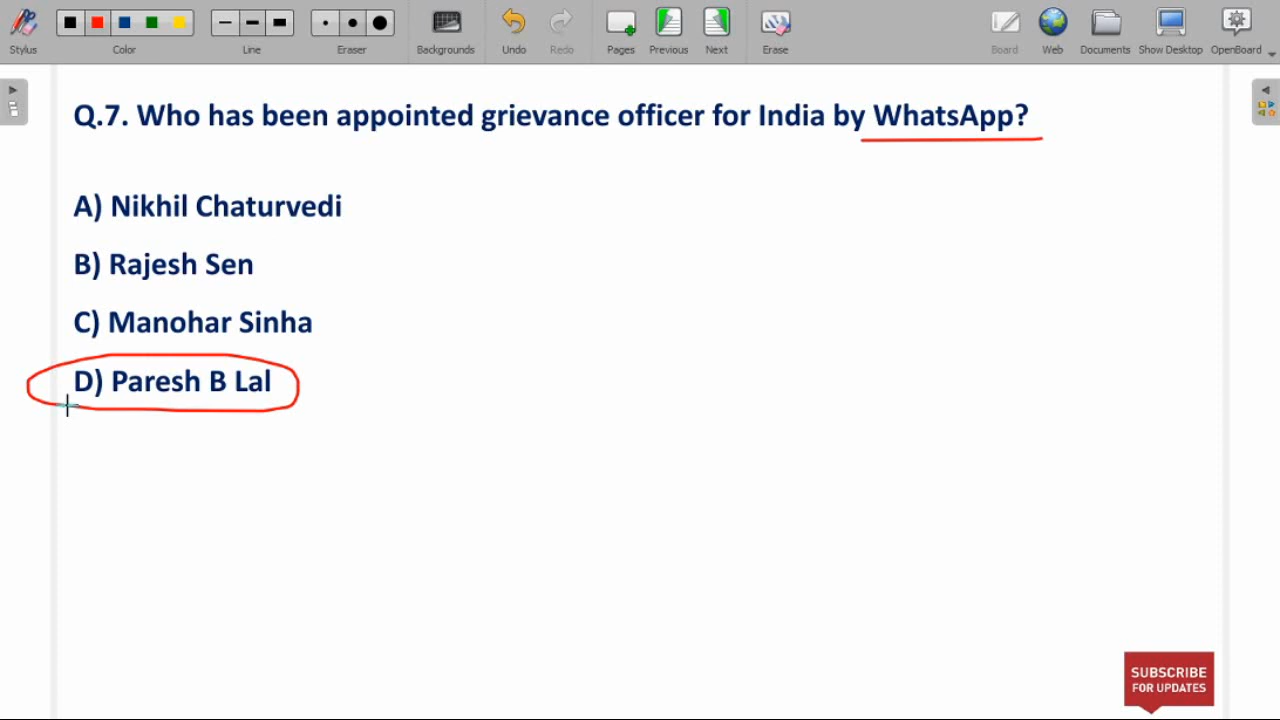 Stylus Color Line Eraser Backgrounds Undo Redo Pages Previous Next Erase Board Web Documents Show Desktop OpenBoard
Q.7. Who has been appointed grievance officer for India by WhatsApp?
A) Nikhil Chaturvedi
B) Rajesh Sen
C) Manohar Sinha
D) Paresh B Lal
SUBSCRIBE
FOR UPDATES